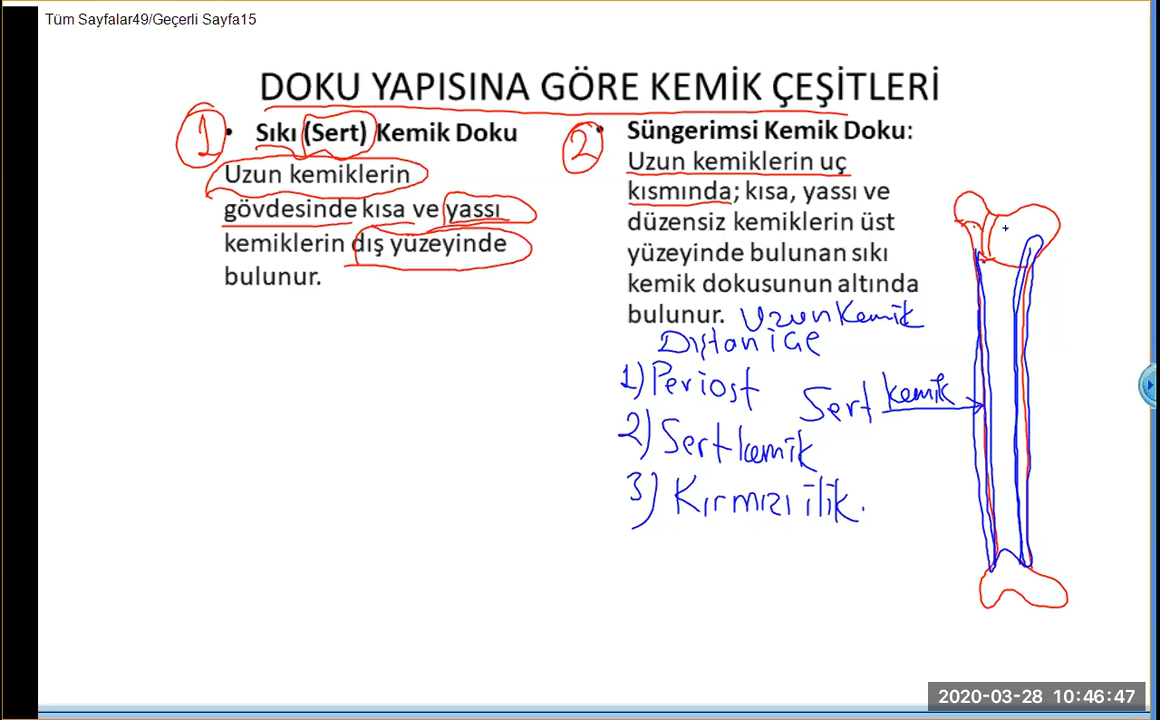 Tüm Sayfalar49/Geçerli Sayfa15
DOKU YAPISINA GÖRE KEMİK ÇEŞİTLERİ
1
• Sıkı (Sert) Kemik Doku
Uzun kemiklerin
gövdesinde kısa ve yassı
kemiklerin dış yüzeyinde
bulunur.
2
• Süngerimsi Kemik Doku:
Uzun kemiklerin uç
kısmında; kısa, yassı ve
düzensiz kemiklerin üst
yüzeyinde bulunan sıkı
kemik dokusunun altında
bulunur.
Uzun Kemik
Dıştan içe
1) Periost
2) Sert kemik
3) Kırmızı ilik.
Sert kemik
2020-03-28 10:46:47